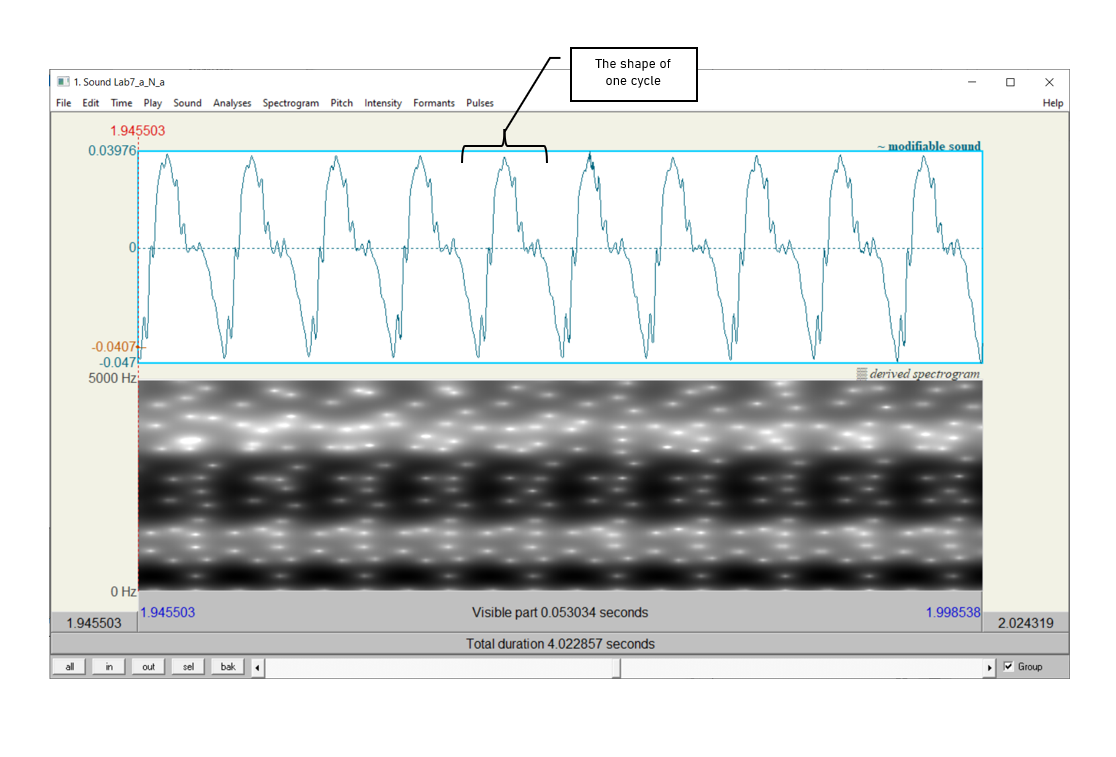 The shape of
one cycle
1. Sound Lab7_a_N_a
File Edit Time Play Sound Analyses Spectrogram Pitch Intensity Formants Pulses Help
1.945503
0.03976
~ modifiable sound
0
-0.0407
-0.047
5000 Hz
derived spectrogram
0 Hz
1.945503 Visible part 0.053034 seconds 1.998538
1.945503 2.024319
Total duration 4.022857 seconds
all in out sel bak Group